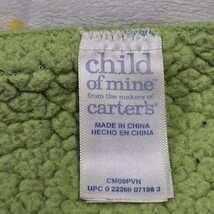 child
of mine
from the makers of
carter's
MADE IN CHINA
HECHO EN CHINA
CM09PVN
UPC 0 22266 07198 3